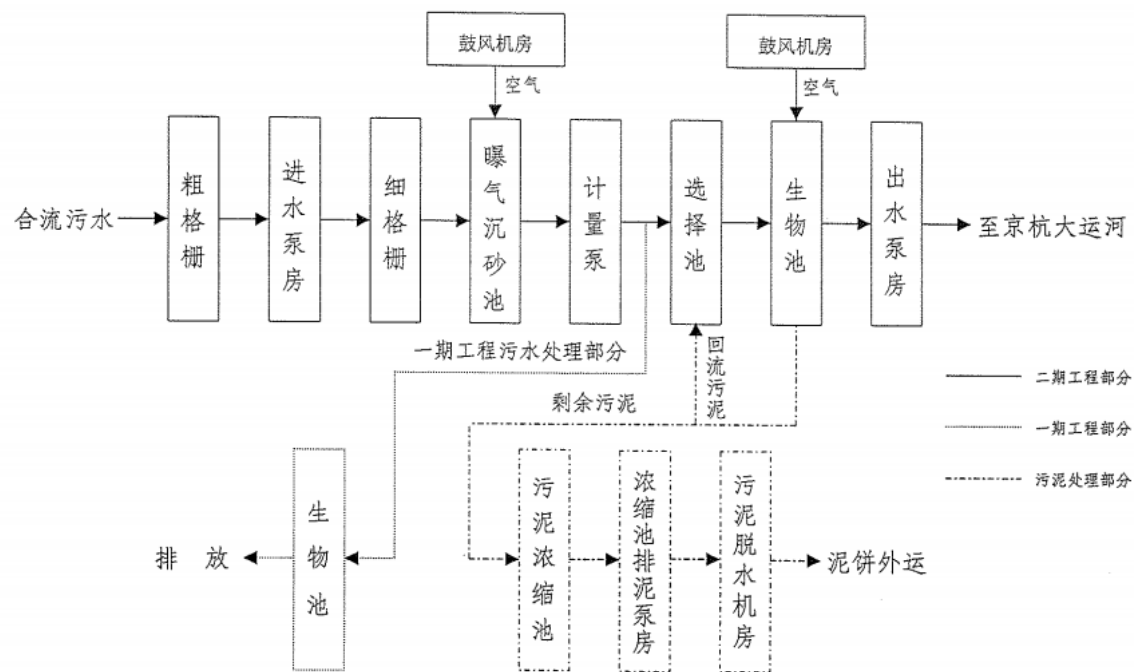 鼓风机房
鼓风机房
空气
空气
合流污水
粗格栅
进水泵房
细格栅
曝气沉砂池
计量泵
选择池
生物池
出水泵房
至京杭大运河
一期工程污水处理部分
回流污泥
剩余污泥
二期工程部分
一期工程部分
污泥处理部分
排 放
生物池
污泥浓缩池
浓缩池排泥泵房
污泥脱水机房
泥饼外运